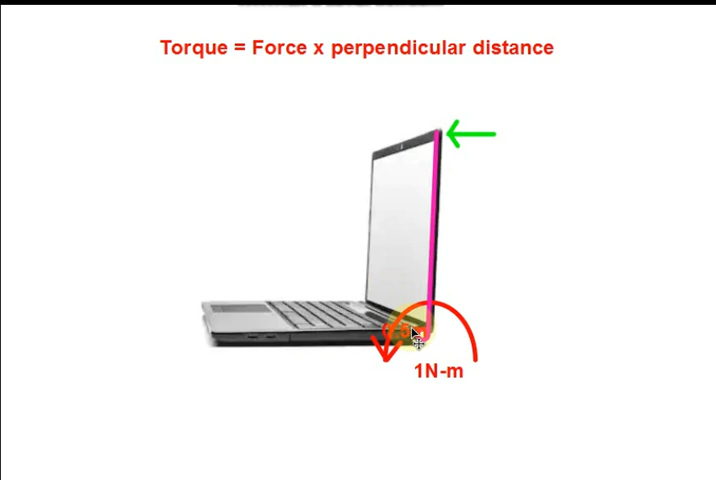 Torque = Force x perpendicular distance
1N-m